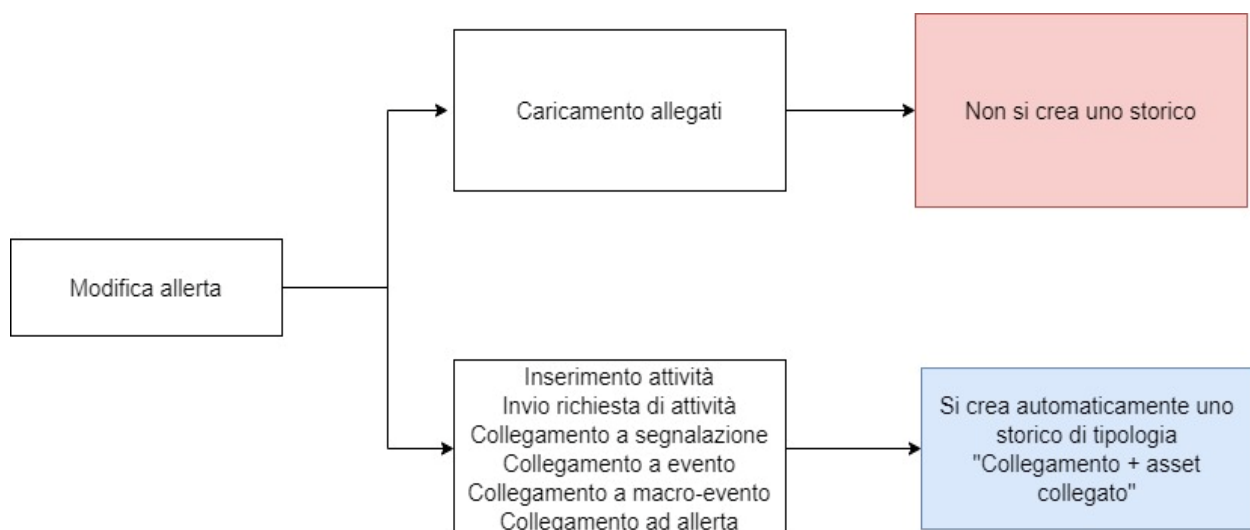 Caricamento allegati
Non si crea uno storico
Modifica allerta
Inserimento attività
Invio richiesta di attività
Collegamento a segnalazione
Collegamento a evento
Collegamento a macro-evento
Collegamento ad allerta
Si crea automaticamente uno
storico di tipologia
"Collegamento + asset
collegato"